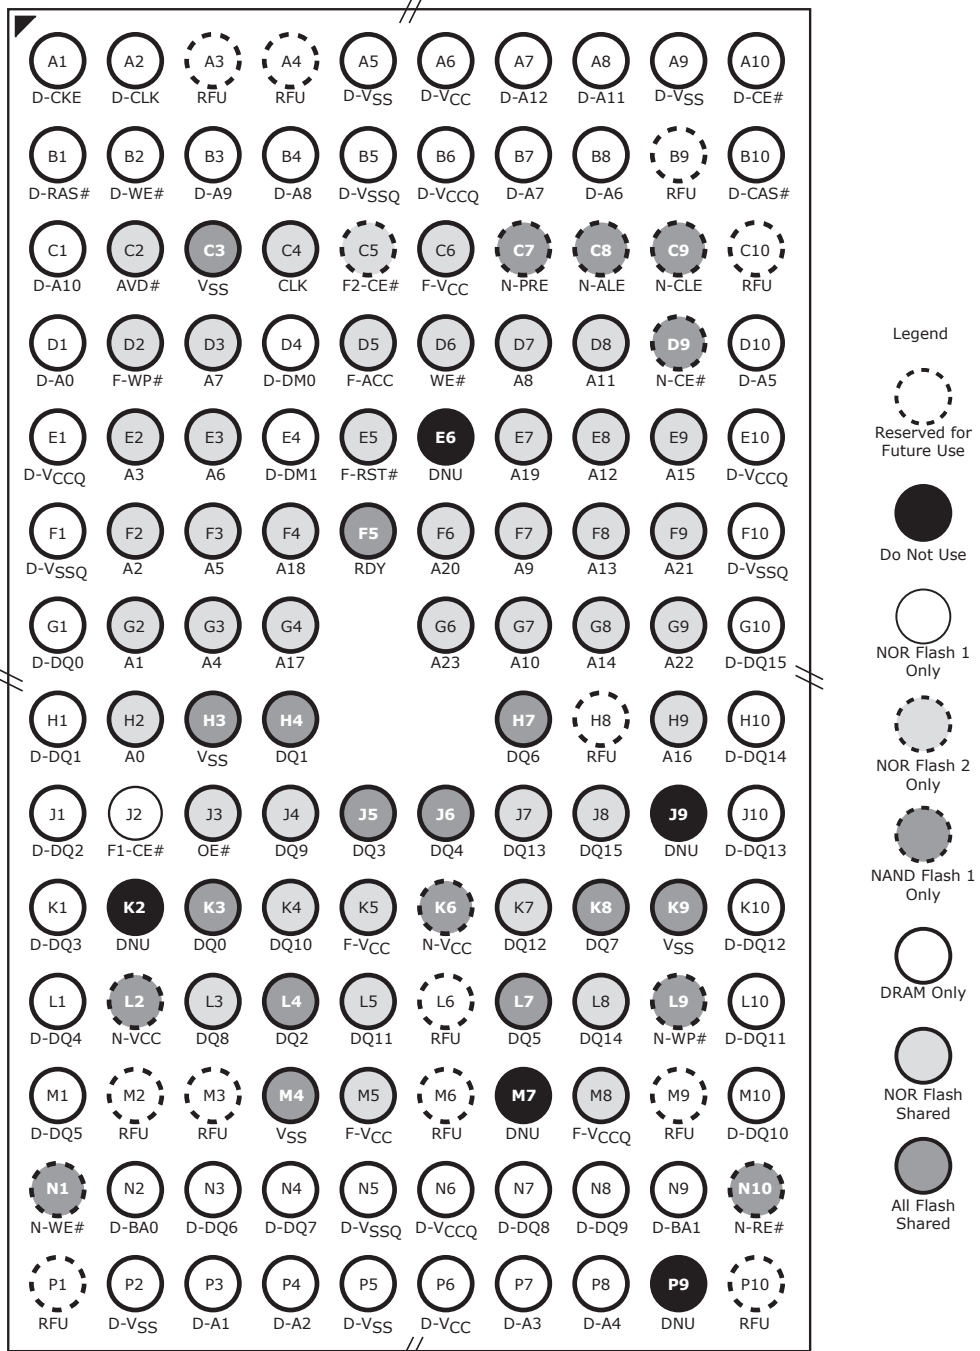 A1 A2 A3 A4 A5 A6 A7 A8 A9 A10
D-CKE D-CLK RFU RFU D-VSS D-VCC D-A12 D-A11 D-VSS D-CE#
B1 B2 B3 B4 B5 B6 B7 B8 B9 B10
D-RAS# D-WE# D-A9 D-A8 D-VSSQ D-VCCQ D-A7 D-A6 RFU D-CAS#
C1 C2 C3 C4 C5 C6 C7 C8 C9 C10
D-A10 AVD# VSS CLK F2-CE# F-VCC N-PRE N-ALE N-CLE RFU
D1 D2 D3 D4 D5 D6 D7 D8 D9 D10
D-A0 F-WP# A7 D-DM0 F-ACC WE# A8 A11 N-CE# D-A5
E1 E2 E3 E4 E5 E6 E7 E8 E9 E10
D-VCCQ A3 A6 D-DM1 F-RST# DNU A19 A12 A15 D-VCCQ
F1 F2 F3 F4 F5 F6 F7 F8 F9 F10
D-VSSQ A2 A5 A18 RDY A20 A9 A13 A21 D-VSSQ
G1 G2 G3 G4 G6 G7 G8 G9 G10
D-DQ0 A1 A4 A17 A23 A10 A14 A22 D-DQ15
H1 H2 H3 H4 H7 H8 H9 H10
D-DQ1 A0 VSS DQ1 DQ6 RFU A16 D-DQ14
J1 J2 J3 J4 J5 J6 J7 J8 J9 J10
D-DQ2 F1-CE# OE# DQ9 DQ3 DQ4 DQ13 DQ15 DNU D-DQ13
K1 K2 K3 K4 K5 K6 K7 K8 K9 K10
D-DQ3 DNU DQ0 DQ10 F-VCC N-VCC DQ12 DQ7 VSS D-DQ12
L1 L2 L3 L4 L5 L6 L7 L8 L9 L10
D-DQ4 N-VCC DQ8 DQ2 DQ11 RFU DQ5 DQ14 N-WP# D-DQ11
M1 M2 M3 M4 M5 M6 M7 M8 M9 M10
D-DQ5 RFU RFU VSS F-VCC RFU DNU F-VCCQ RFU D-DQ10
N1 N2 N3 N4 N5 N6 N7 N8 N9 N10
N-WE# D-BA0 D-DQ6 D-DQ7 D-VSSQ D-VCCQ D-DQ8 D-DQ9 D-BA1 N-RE#
P1 P2 P3 P4 P5 P6 P7 P8 P9 P10
RFU D-VSS D-A1 D-A2 D-VSS D-VCC D-A3 D-A4 DNU RFU
Legend
Reserved for
Future Use
Do Not Use
NOR Flash 1
Only
NOR Flash 2
Only
NAND Flash 1
Only
DRAM Only
NOR Flash
Shared
All Flash
Shared